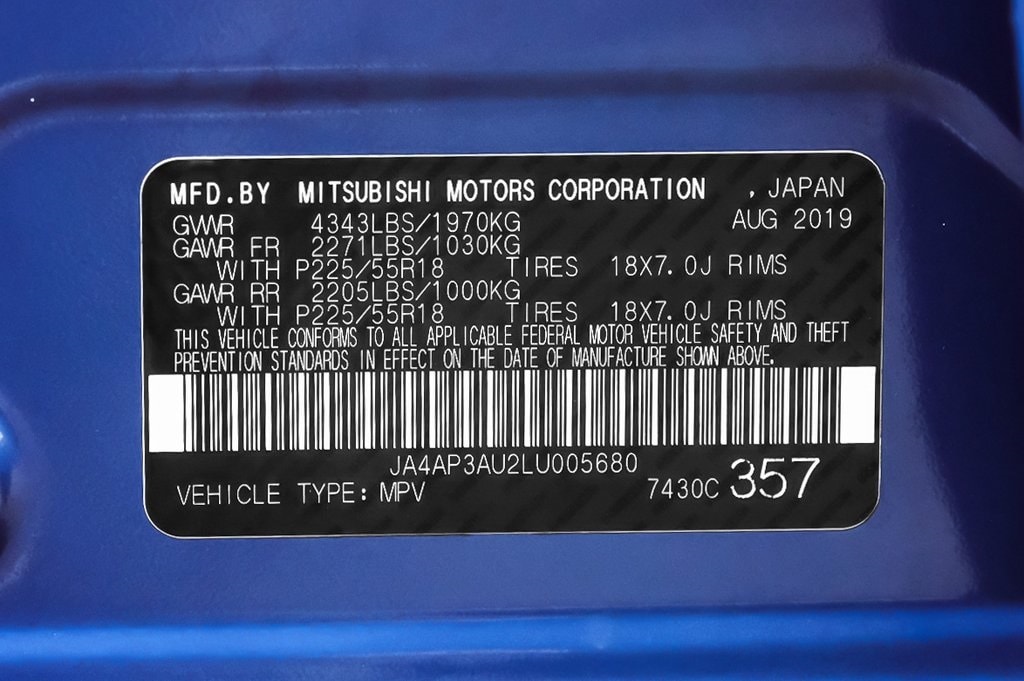 MFD.BY MITSUBISHI MOTORS CORPORATION , JAPAN
GVWR 4343LBS/1970KG AUG 2019
GAWR FR 2271LBS/1030KG
WITH P225/55R18 TIRES 18X7.0J RIMS
GAWR RR 2205LBS/1000KG
WITH P225/55R18 TIRES 18X7.0J RIMS
THIS VEHICLE CONFORMS TO ALL APPLICABLE FEDERAL MOTOR VEHICLE SAFETY AND THEFT
PREVENTION STANDARDS IN EFFECT ON THE DATE OF MANUFACTURE SHOWN ABOVE.
JA4AP3AU2LU005680
VEHICLE TYPE: MPV 7430C 357